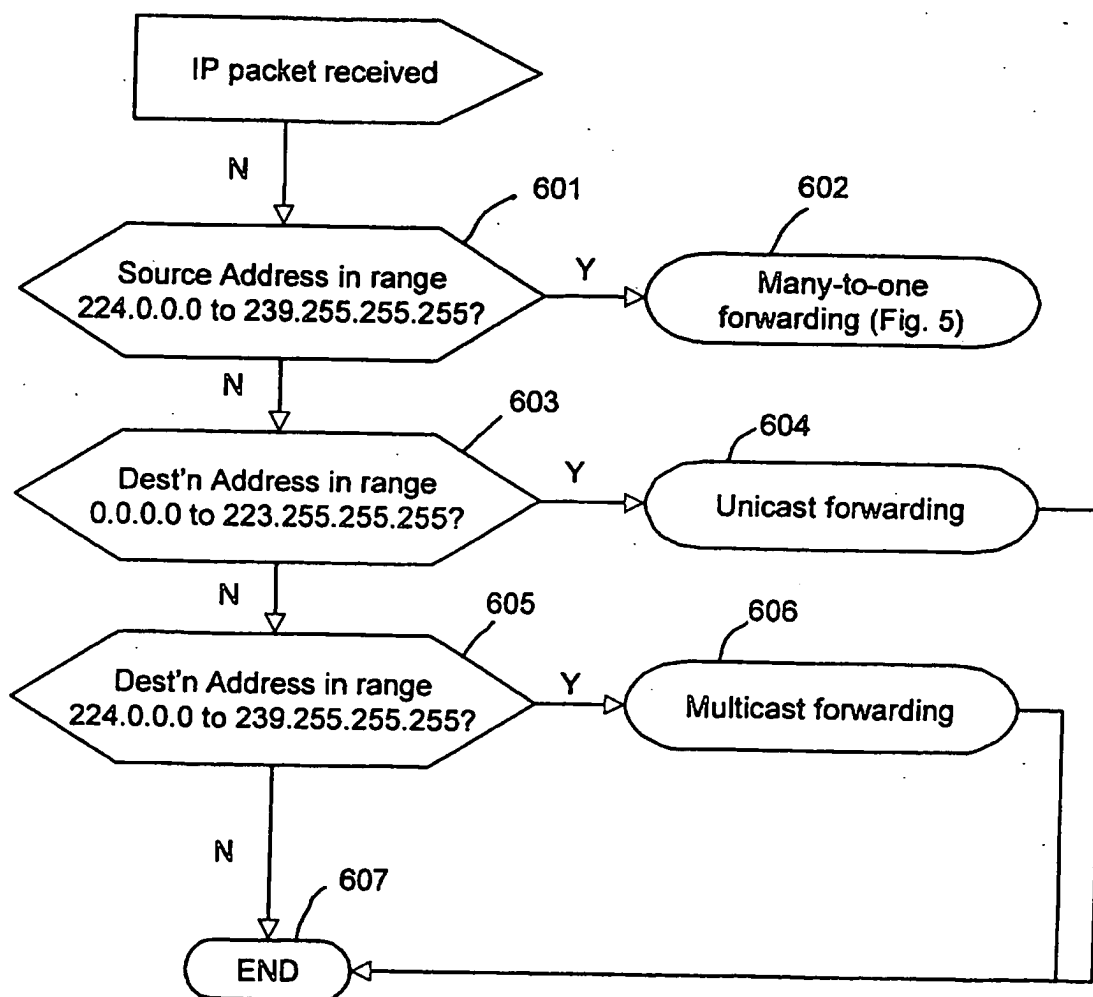 IP packet received
N
601
602
Source Address in range
224.0.0.0 to 239.255.255.255?
Y
Many-to-one
forwarding (Fig. 5)
N
603
604
Dest'n Address in range
0.0.0.0 to 223.255.255.255?
Y
Unicast forwarding
N
605
606
Dest'n Address in range
224.0.0.0 to 239.255.255.255?
Y
Multicast forwarding
N
607
END